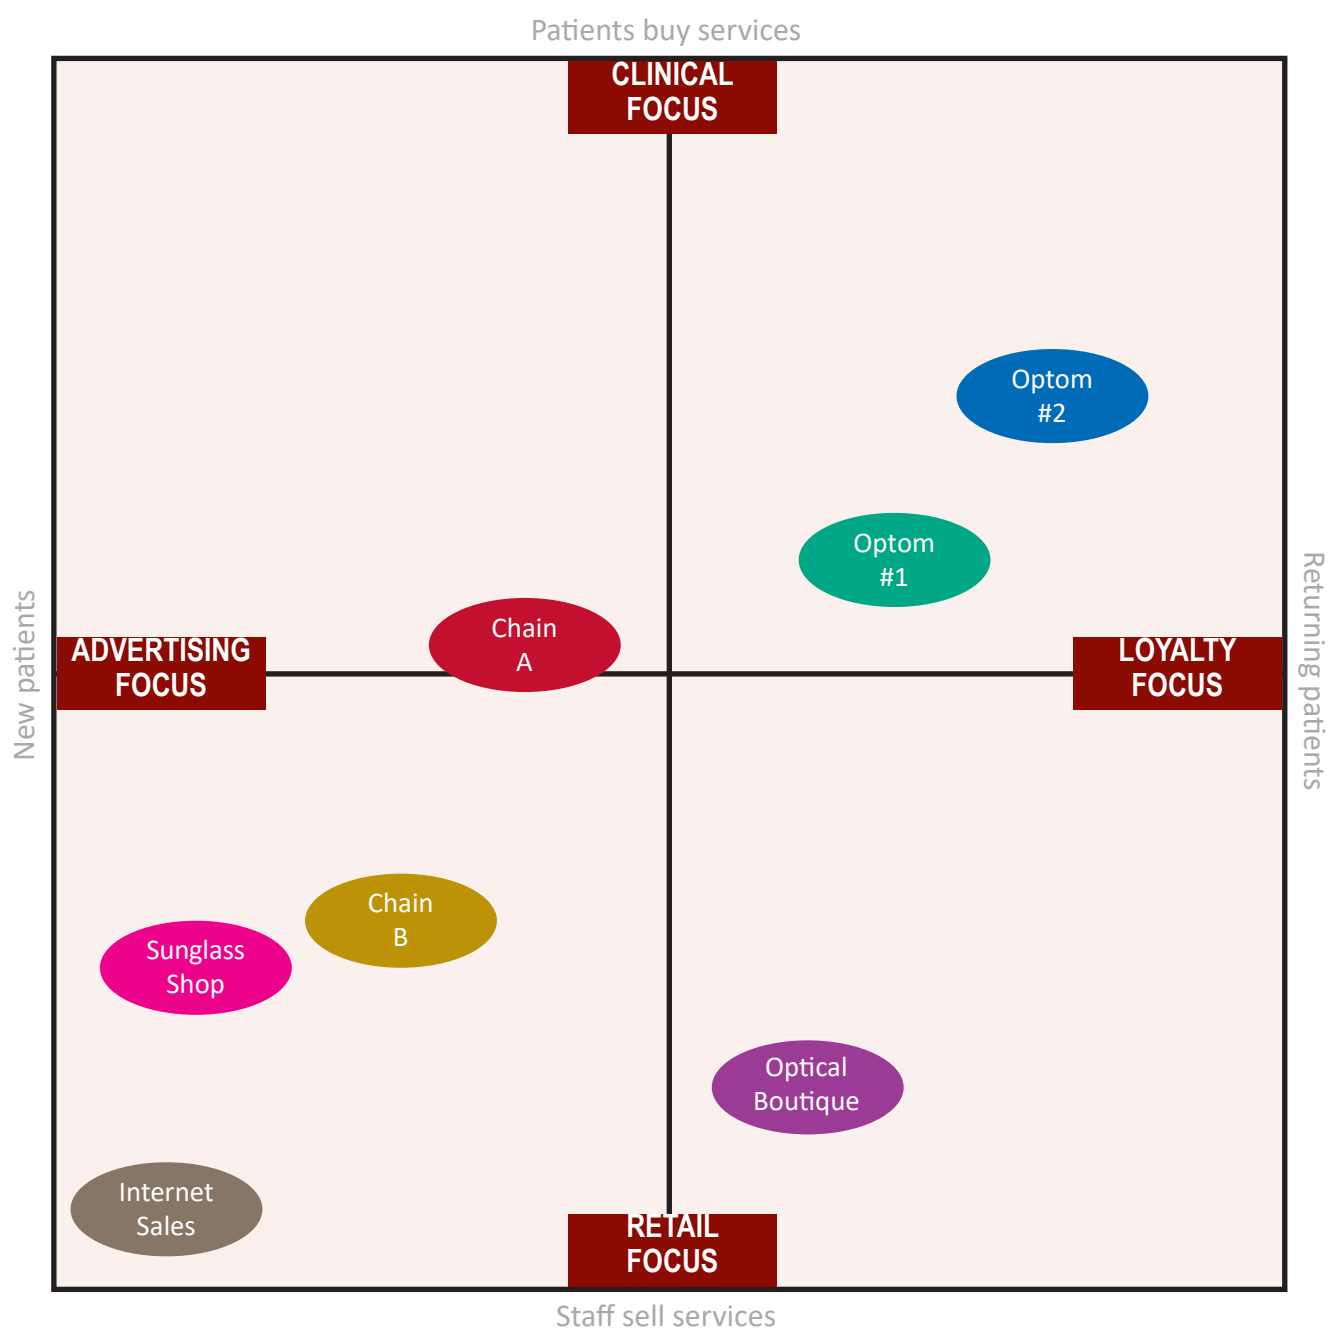 Patients buy services
CLINICAL
FOCUS
Optom
#2
Optom
#1
Chain
A
New patients
ADVERTISING
FOCUS
LOYALTY
FOCUS
Returning patients
Chain
B
Sunglass
Shop
Optical
Boutique
Internet
Sales
RETAIL
FOCUS
Staff sell services